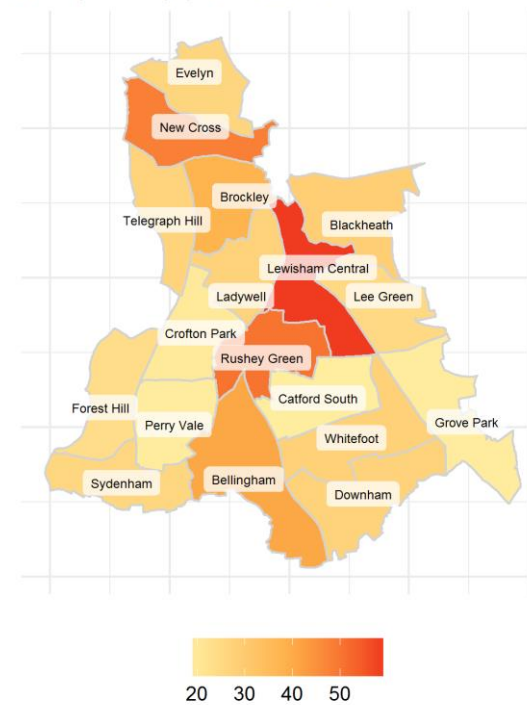 Evelyn
New Cross
Brockley
Telegraph Hill
Blackheath
Lewisham Central
Ladywell
Lee Green
Crofton Park
Rushey Green
Catford South
Forest Hill
Grove Park
Perry Vale
Whitefoot
Bellingham
Sydenham
Downham
20 30 40 50